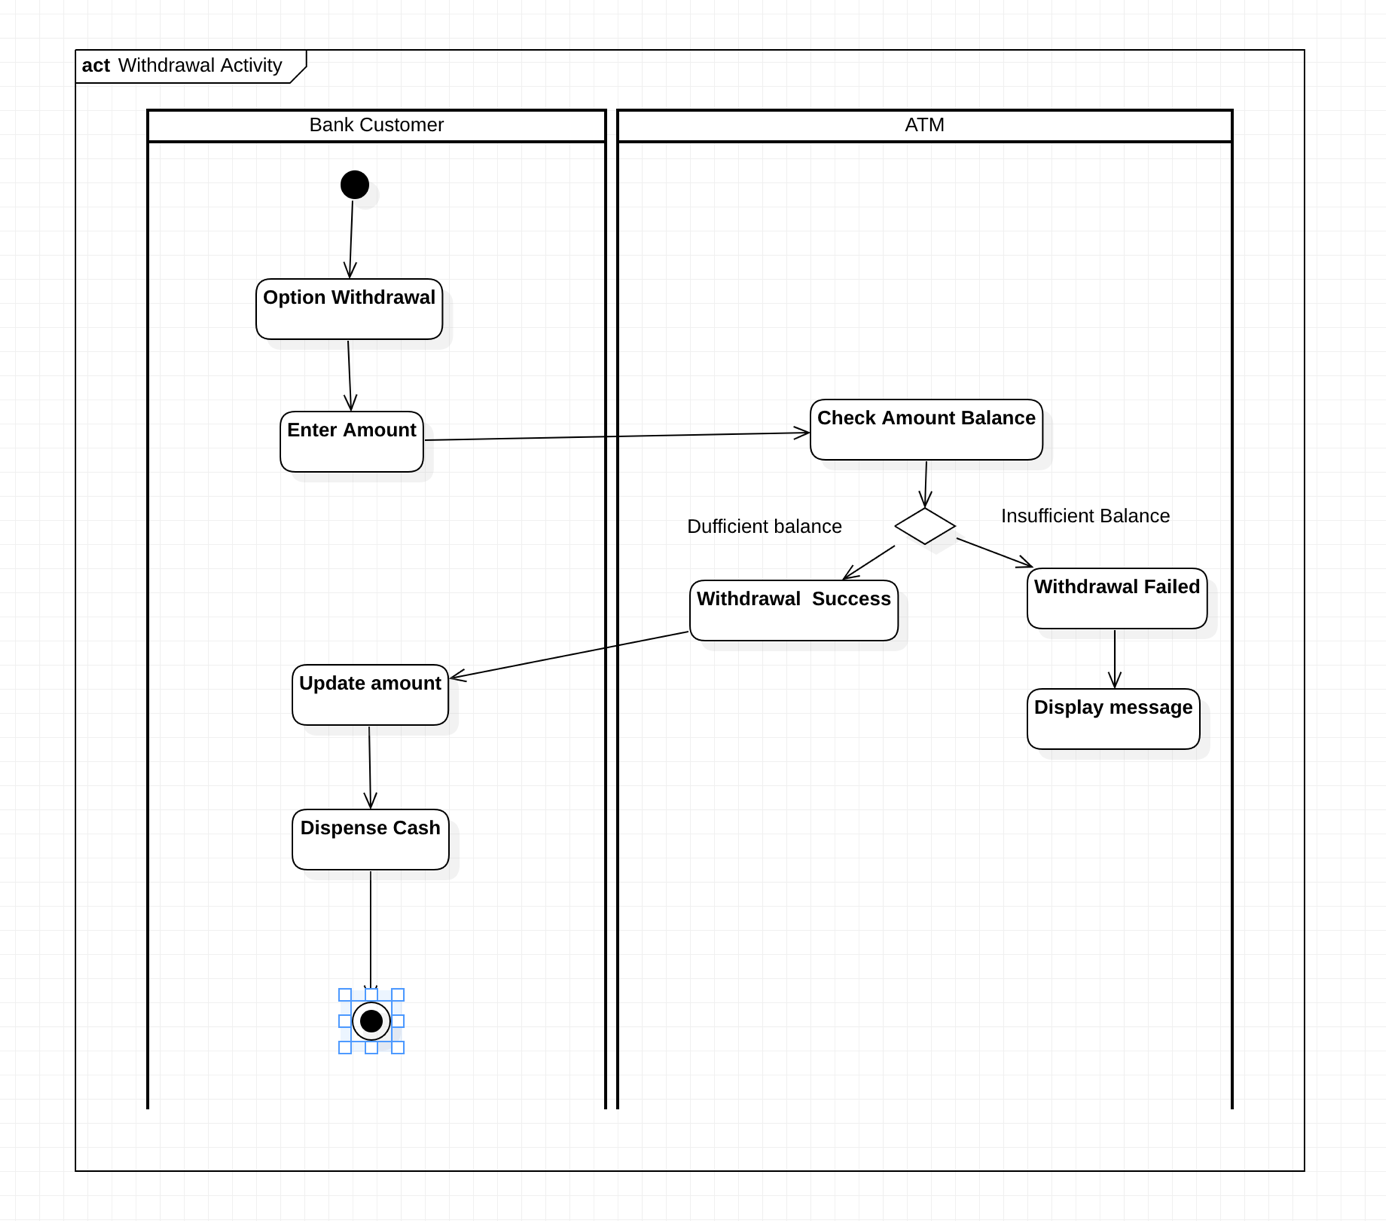 act Withdrawal Activity
Bank Customer
ATM
Option Withdrawal
Enter Amount
Check Amount Balance
Dufficient balance
Insufficient Balance
Withdrawal  Success
Withdrawal Failed
Update amount
Display message
Dispense Cash